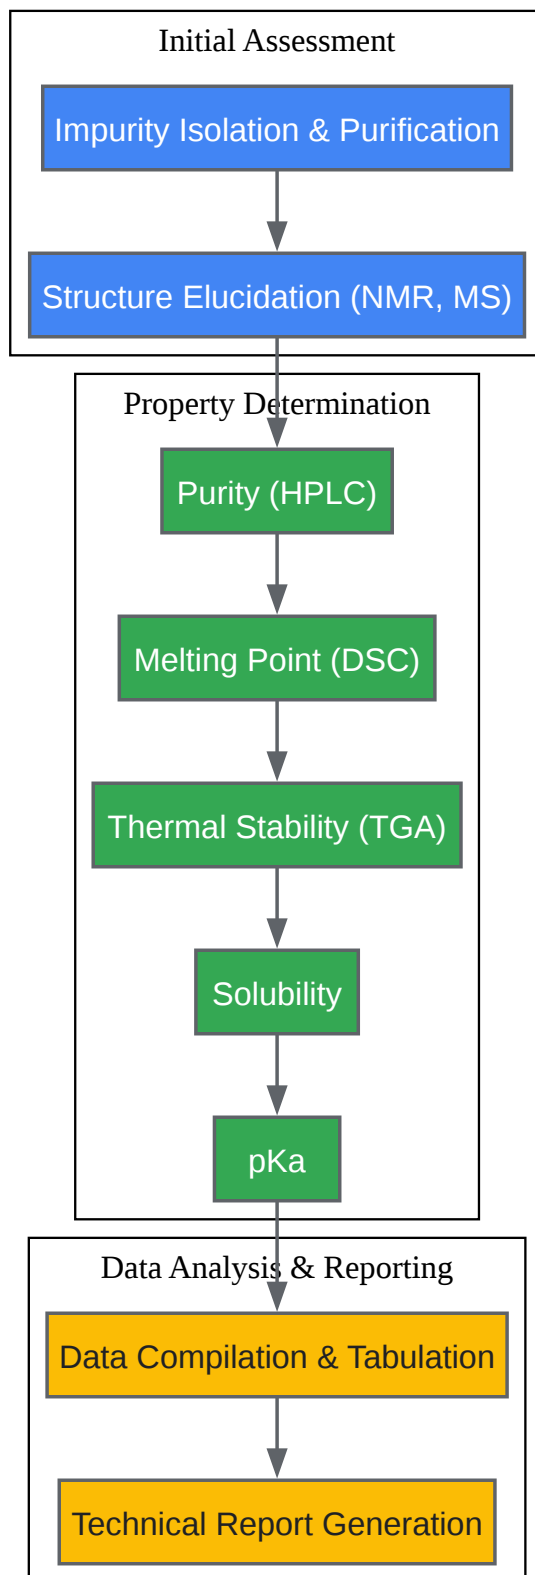 Initial Assessment
Impurity Isolation & Purification
Structure Elucidation (NMR, MS)
Property Determination
Purity (HPLC)
Melting Point (DSC)
Thermal Stability (TGA)
Solubility
pKa
Data Analysis & Reporting
Data Compilation & Tabulation
Technical Report Generation